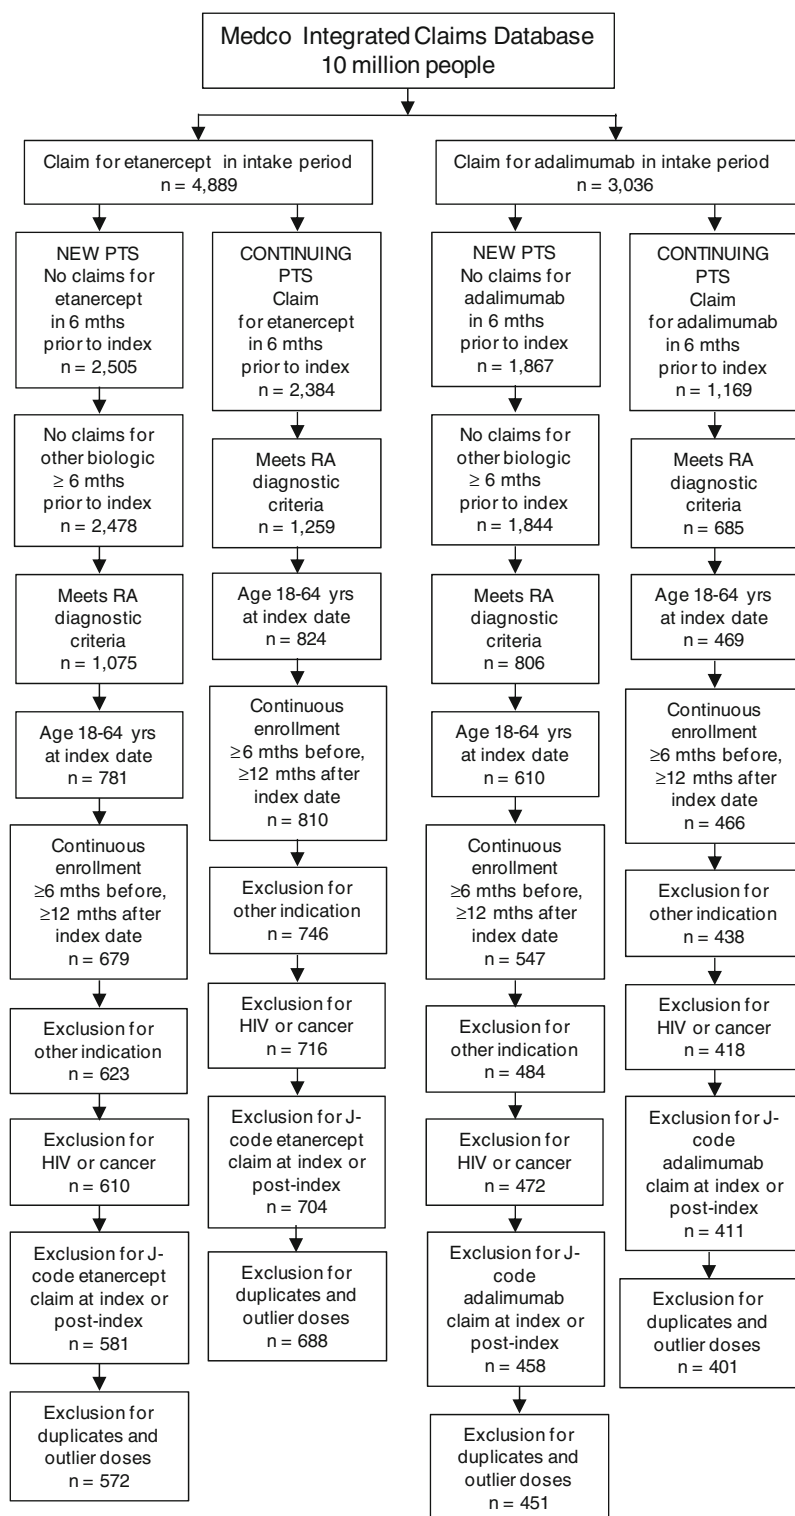 Medco Integrated Claims Database
10 million people
Claim for etanercept in intake period
n = 4,889
Claim for adalimumab in intake period
n = 3,036
NEW PTS
No claims for
etanercept
in 6 mths
prior to index
n = 2,505
No claims for
other biologic
≥ 6 mths
prior to index
n = 2,478
Meets RA
diagnostic
criteria
n = 1,075
Age 18-64 yrs
at index date
n = 781
Continuous
enrollment
≥6 mths before,
≥12 mths after
index date
n = 679
Exclusion for
other indication
n = 623
Exclusion for
HIV or cancer
n = 610
Exclusion for J-
code etanercept
claim at index or
post-index
n = 581
Exclusion for
duplicates and
outlier doses
n = 572
CONTINUING
PTS
Claim
for etanercept
in 6 mths
prior to index
n = 2,384
Meets RA
diagnostic
criteria
n = 1,259
Age 18-64 yrs
at index date
n = 824
Continuous
enrollment
≥6 mths before,
≥12 mths after
index date
n = 810
Exclusion for
other indication
n = 746
Exclusion for
HIV or cancer
n = 716
Exclusion for J-
code etanercept
claim at index or
post-index
n = 704
Exclusion for
duplicates and
outlier doses
n = 688
NEW PTS
No claims for
adalimumab
in 6 mths
prior to index
n = 1,867
No claims for
other biologic
≥ 6 mths
prior to index
n = 1,844
Meets RA
diagnostic
criteria
n = 806
Age 18-64 yrs
at index date
n = 610
Continuous
enrollment
≥6 mths before,
≥12 mths after
index date
n = 547
Exclusion for
other indication
n = 484
Exclusion for
HIV or cancer
n = 472
Exclusion for J-
code
adalimumab
claim at index or
post-index
n = 458
Exclusion for
duplicates and
outlier doses
n = 451
CONTINUING
PTS
Claim
for adalimumab
in 6 mths
prior to index
n = 1,169
Meets RA
diagnostic
criteria
n = 685
Age 18-64 yrs
at index date
n = 469
Continuous
enrollment
≥6 mths before,
≥12 mths after
index date
n = 466
Exclusion for
other indication
n = 438
Exclusion for
HIV or cancer
n = 418
Exclusion for J-
code
adalimumab
claim at index or
post-index
n = 411
Exclusion for
duplicates and
outlier doses
n = 401